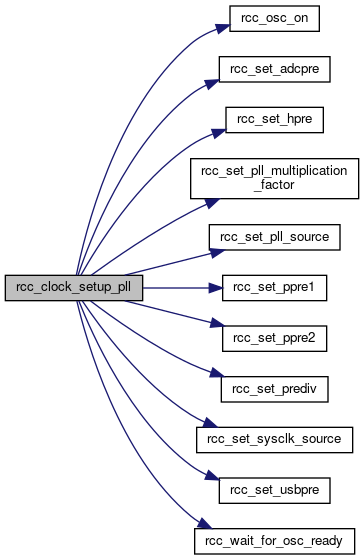 rcc_osc_on
rcc_set_adcpre
rcc_set_hpre
rcc_set_pll_multiplication
_factor
rcc_set_pll_source
rcc_clock_setup_pll
rcc_set_ppre1
rcc_set_ppre2
rcc_set_prediv
rcc_set_sysclk_source
rcc_set_usbpre
rcc_wait_for_osc_ready